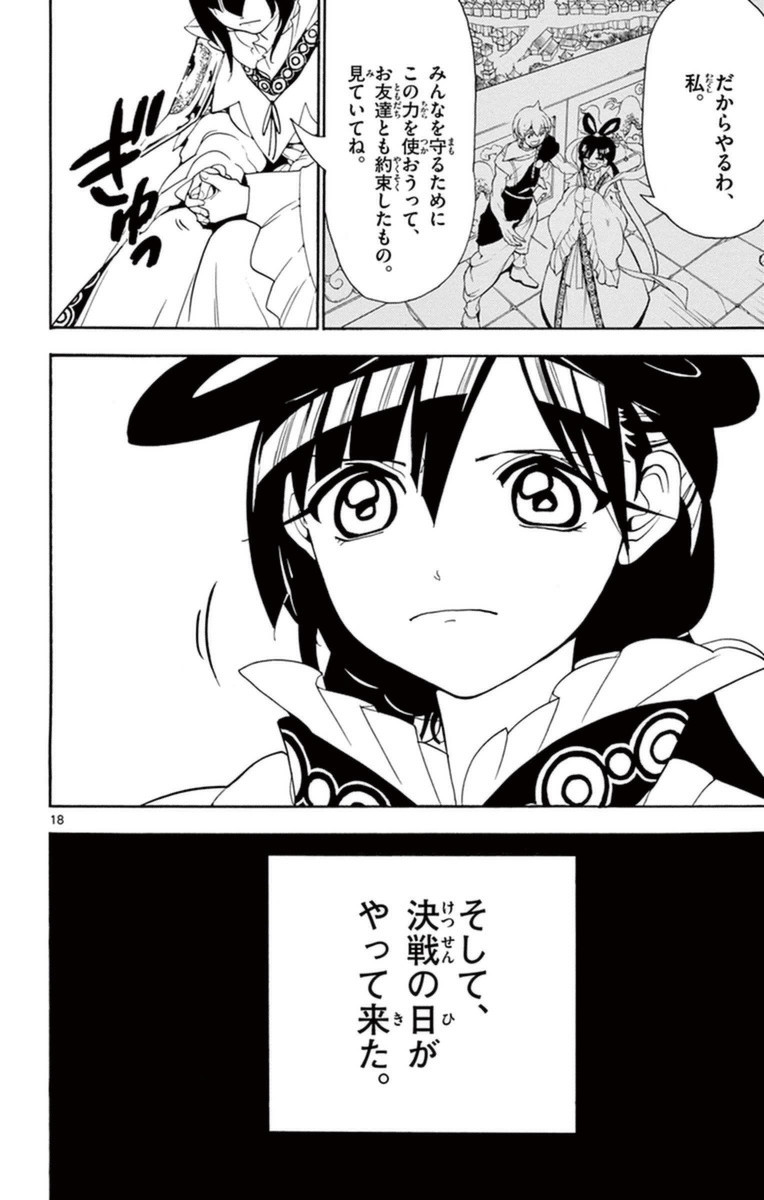 だからやるわ、
私。
みんなを守るために
この力を使おうって、
お友達とも約束したもの。
見ていてね。
ぎゅっ
18
そして、
決戦の日が
やって来た。